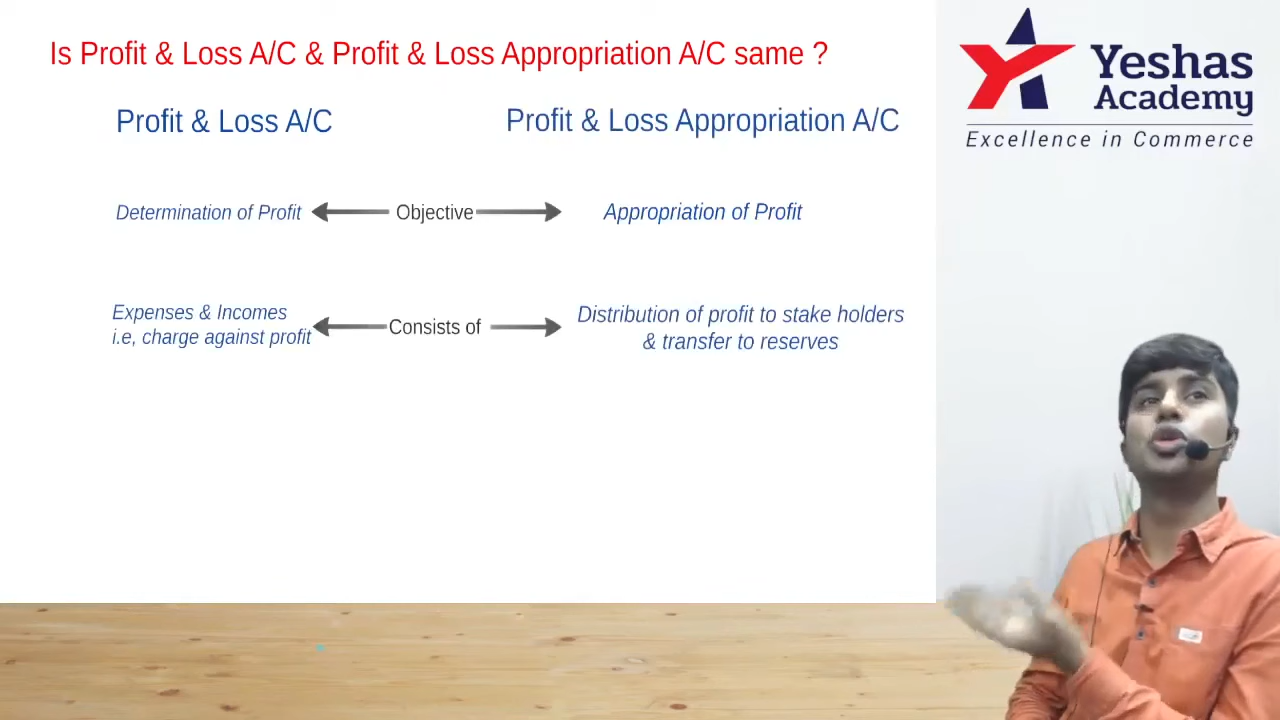 Is Profit & Loss A/C & Profit & Loss Appropriation A/C same ?
Profit & Loss A/C
Profit & Loss Appropriation A/C
Determination of Profit
Objective
Appropriation of Profit
Expenses & Incomes
i.e, charge against profit
Consists of
Distribution of profit to stake holders
& transfer to reserves
Yeshas
Academy
Excellence in Commerce